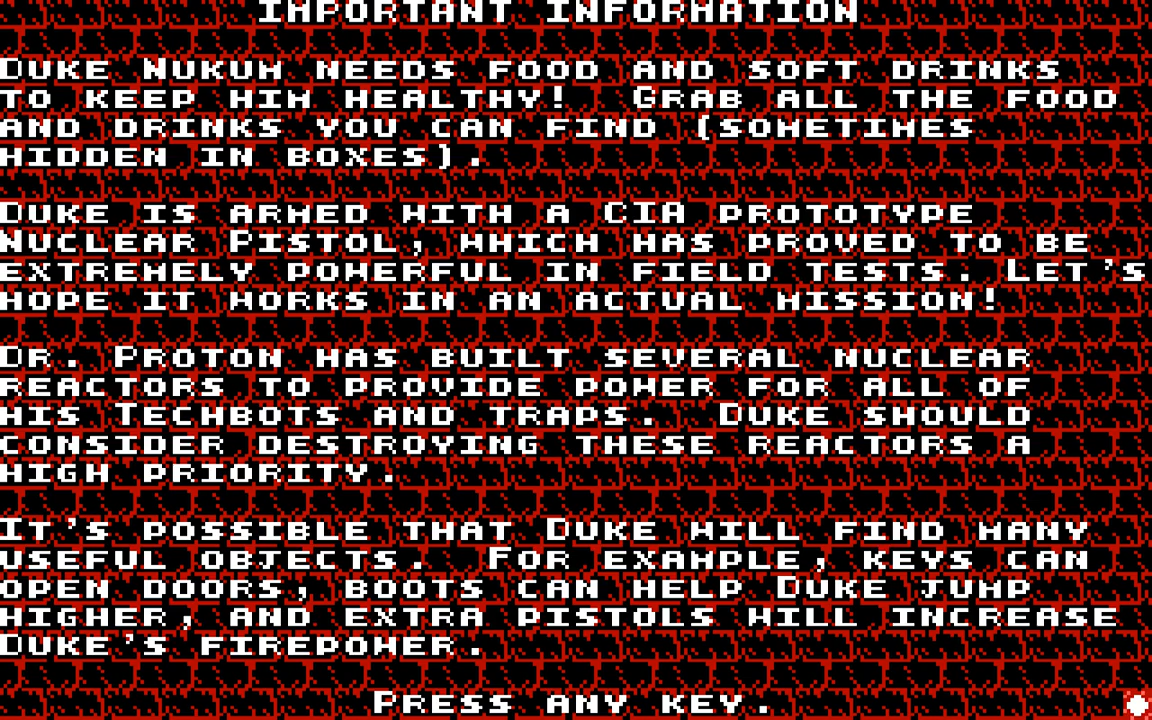 IMPORTANT INFORMATION
DUKE NUKUM NEEDS FOOD AND SOFT DRINKS
TO KEEP HIM HEALTHY!  GRAB ALL THE FOOD
AND DRINKS YOU CAN FIND (SOMETIMES
HIDDEN IN BOXES).
DUKE IS ARMED WITH A CIA PROTOTYPE
NUCLEAR PISTOL, WHICH HAS PROVED TO BE
EXTREMELY POWERFUL IN FIELD TESTS. LET'S
HOPE IT WORKS IN AN ACTUAL MISSION!
DR. PROTON HAS BUILT SEVERAL NUCLEAR
REACTORS TO PROVIDE POWER FOR ALL OF
HIS TECHBOTS AND TRAPS.  DUKE SHOULD
CONSIDER DESTROYING THESE REACTORS A
HIGH PRIORITY.
IT'S POSSIBLE THAT DUKE WILL FIND MANY
USEFUL OBJECTS.  FOR EXAMPLE, KEYS CAN
OPEN DOORS, BOOTS CAN HELP DUKE JUMP
HIGHER, AND EXTRA PISTOLS WILL INCREASE
DUKE'S FIREPOWER.
PRESS ANY KEY.